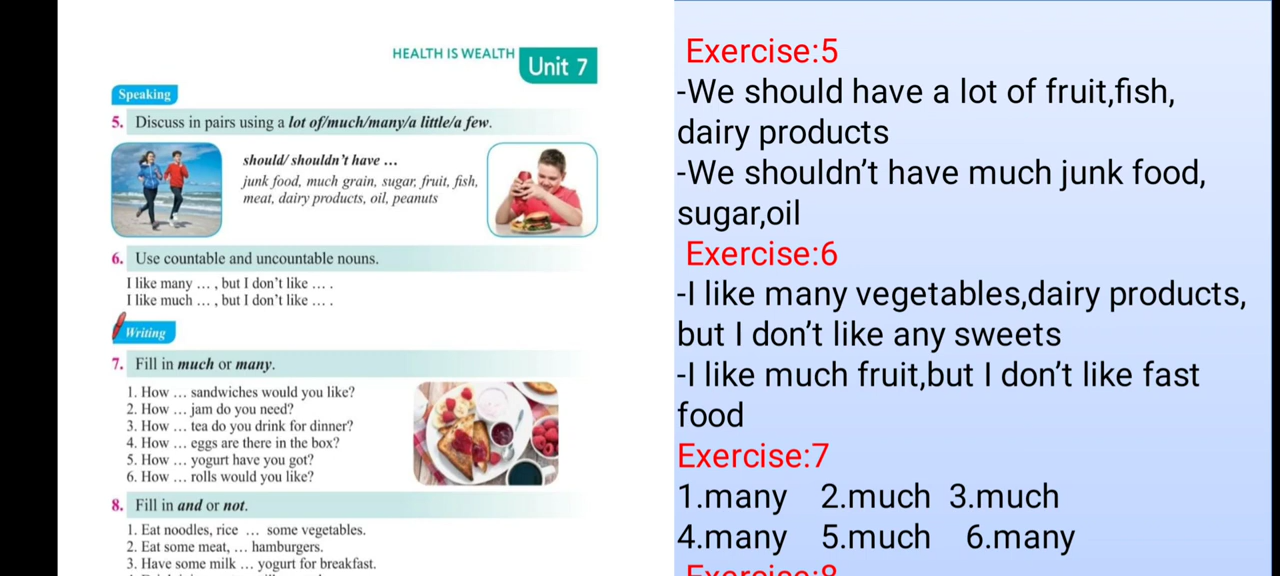 HEALTH IS WEALTH
Unit 7
Speaking
5. Discuss in pairs using a lot of/much/many/a little/a few.
should/ shouldn't have ...
junk food, much grain, sugar, fruit, fish,
meat, dairy products, oil, peanuts
6. Use countable and uncountable nouns.
I like many ... , but I don't like ... .
I like much ... , but I don't like ... .
Writing
7. Fill in much or many.
1. How ... sandwiches would you like?
2. How ... jam do you need?
3. How ... tea do you drink for dinner?
4. How ... eggs are there in the box?
5. How ... yogurt have you got?
6. How ... rolls would you like?
8. Fill in and or not.
1. Eat noodles, rice ... some vegetables.
2. Eat some meat, ... hamburgers.
3. Have some milk ... yogurt for breakfast.
Exercise:5
-We should have a lot of fruit,fish,
dairy products
-We shouldn't have much junk food,
sugar,oil
Exercise:6
-I like many vegetables,dairy products,
but I don't like any sweets
-I like much fruit,but I don't like fast
food
Exercise:7
1.many 2.much 3.much
4.many 5.much 6.many
Exercise:8